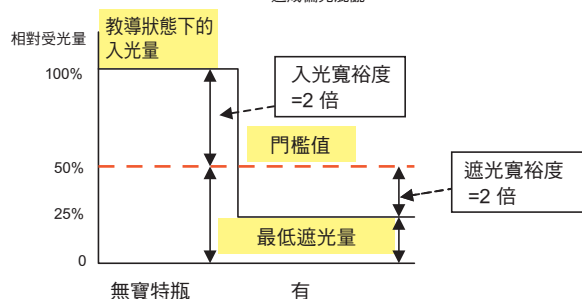 教導狀態下的
入光量
相對受光量
100%
入光寬裕度
=2 倍
門檻值
50%
遮光寬裕度
=2 倍
25%
最低遮光量
0
無寶特瓶
有